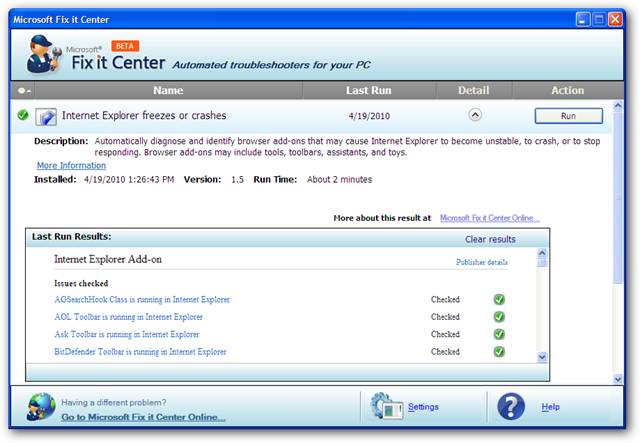 Microsoft Fix it Center
Microsoft®
BETA
Fix it Center Automated troubleshooters for your PC
Name Last Run Detail Action
Internet Explorer freezes or crashes 4/19/2010 Run
Description: Automatically diagnose and identify browser add-ons that may cause Internet Explorer to become unstable, to crash, or to stop
responding. Browser add-ons may include tools, toolbars, assistants, and toys.
More Information
Installed: 4/19/2010 1:26:43 PM Version: 1.5 Run Time: About 2 minutes
More about this result at Microsoft Fix it Center Online...
Last Run Results: Clear results
Internet Explorer Add-on Publisher details
Issues checked
AGSearchHook Class is running in Internet Explorer Checked
AOL Toolbar is running in Internet Explorer Checked
Ask Toolbar is running in Internet Explorer Checked
BitDefender Toolbar is running in Internet Explorer Checked
Having a different problem?
Go to Microsoft Fix it Center Online...
Settings
Help